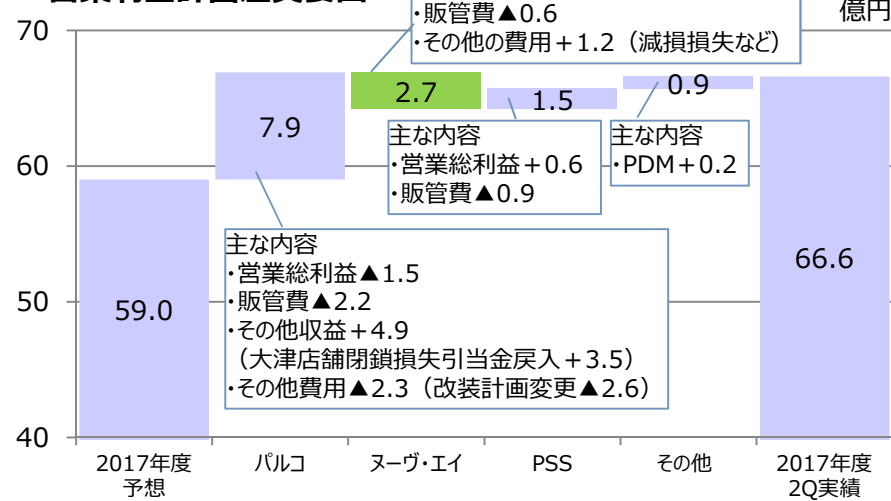 億円
・販管費▲0.6
・その他の費用＋1.2（減損損失など）
70
60
50
40
59.0
7.9
2.7
1.5
0.9
66.6
主な内容
・営業総利益＋0.6
・販管費▲0.9
主な内容
・PDM＋0.2
主な内容
・営業総利益▲1.5
・販管費▲2.2
・その他収益＋4.9
（大津店舗閉鎖損失引当金戻入＋3.5）
・その他費用▲2.3（改装計画変更▲2.6）
2017年度
予想
パルコ
ヌーヴ・エイ
PSS
その他
2017年度
2Q実績